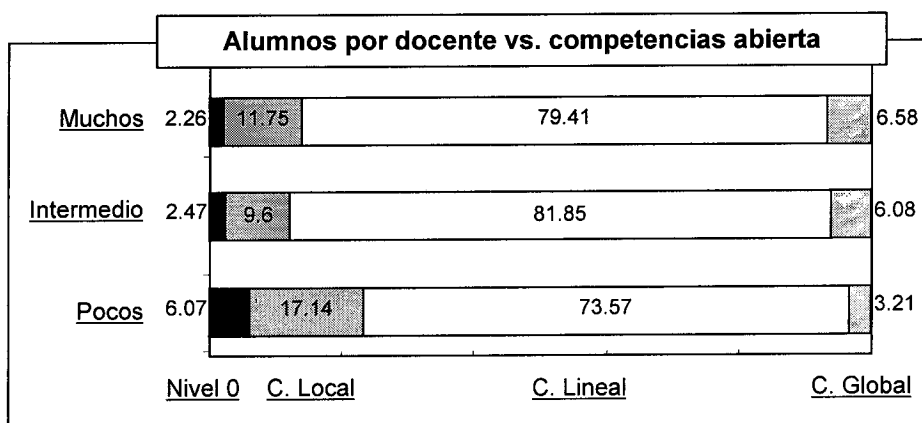 Alumnos por docente vs. competencias abierta
Muchos 2.26 11.75 79.41 6.58
Intermedio 2.47 9.6 81.85 6.08
Pocos 6.07 17.14 73.57 3.21
Nivel 0 C. Local C. Lineal C. Global